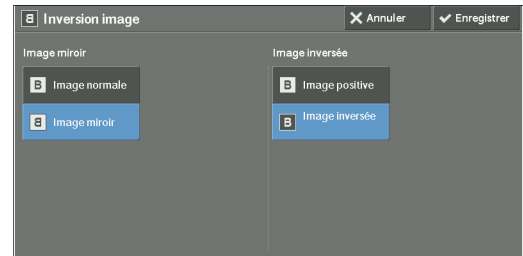 Inversion image
Annuler
Enregistrer
Image miroir
Image inversée
B Image normale
B Image positive
Image miroir
B Image inversée